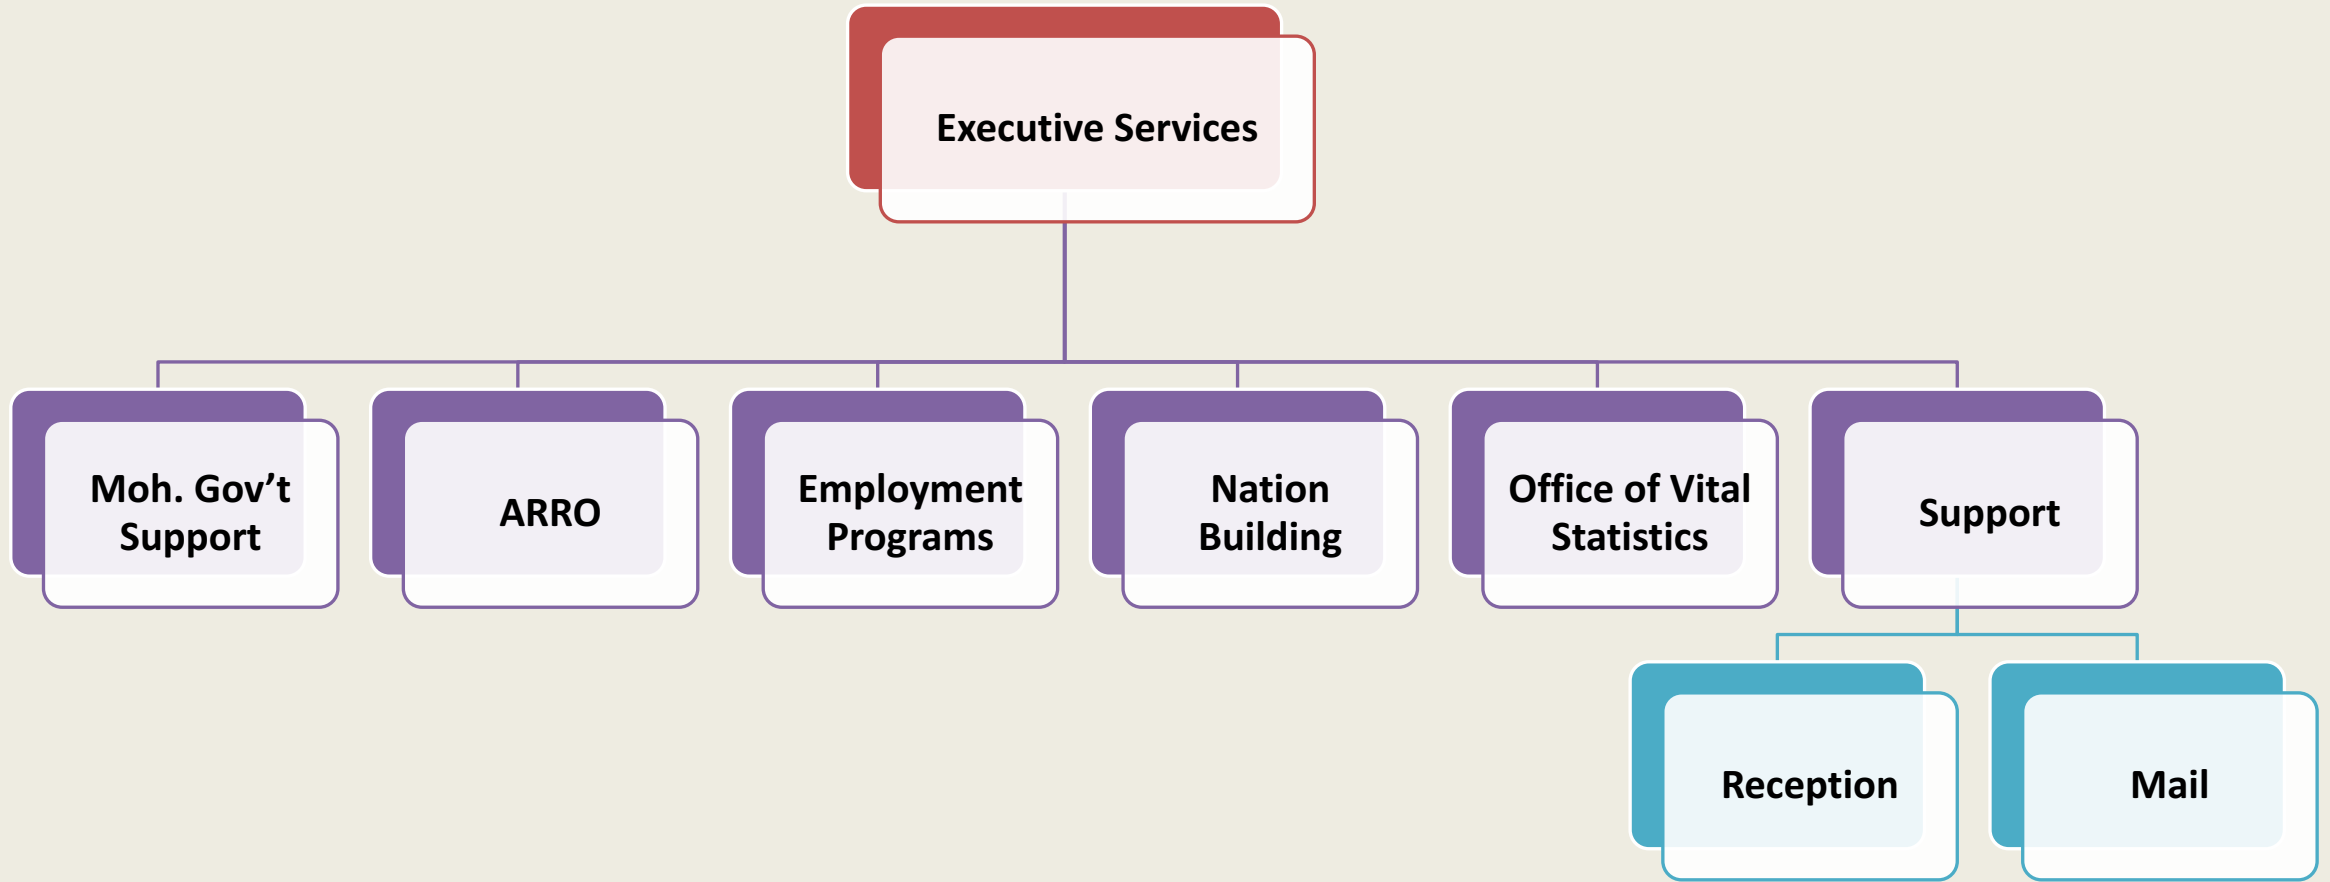 Executive Services
Moh. Gov’t
Support
ARRO
Employment
Programs
Nation
Building
Office of Vital
Statistics
Support
Reception
Mail